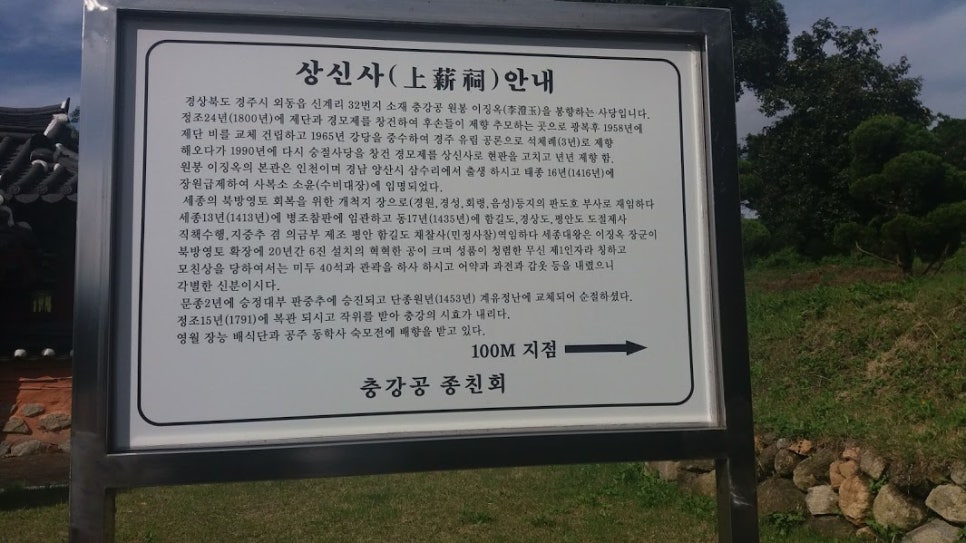 상신사(上薪祠)안내
경상북도 경주시 외동읍 신계리 32번지 소재 충강공 원봉 이징옥(李澄玉)을 봉향하는 사당입니다.
정조24년(1800년)에 제단과 경모제를 창건하여 후손들이 제향 추모하는 곳으로 광복후 1958년에
제단 비를 교체 건립하고 1965년 강당을 중수하여 경주 유림 공론으로 석체례(3년)로 제향
해오다가 1990년에 다시 승절사당을 창건 경모제를 상신사로 현판을 고치고 년년 제향 함.
원봉 이징옥의 본관은 인천이며 경남 양산시 삼수리에서 출생 하시고 태종 16년(1416년)에
장원급제하여 사복소 소윤(수비대장)에 임명되었다.
세종의 북방영토 회복을 위한 개척지 장으로(경원,경성,회령,음성)등지의 판도호 부사로 재임하다
세종13년(1413년)에 병조참판에 임관하고 동17년(1435년)에 함길도,경상도,평안도 도절제사
직책수행,지중추 겸 의금부 제조 평안 함길도 채찰사(민정사찰)역임하다 세종대왕은 이징옥 장군이
북방영토 확장에 20년간 6진 설치의 혁혁한 공이 크며 성품이 청렴한 무신 제1인자라 칭하고
모친상을 당하여서는 미두 40석과 관곽을 하사 하시고 어약과 과전과 갑옷 등을 내렸으니
각별한 신분이시다.
문종2년에 승정대부 판중추에 승진되고 단종원년(1453년) 계유정난에 교체되어 순절하셨다.
정조15년(1791)에 복관 되시고 작위를 받아 충강의 시효가 내리다.
영월 장능 배식단과 공주 동학사 숙모전에 배향을 받고 있다.
100M 지점
충강공 종친회